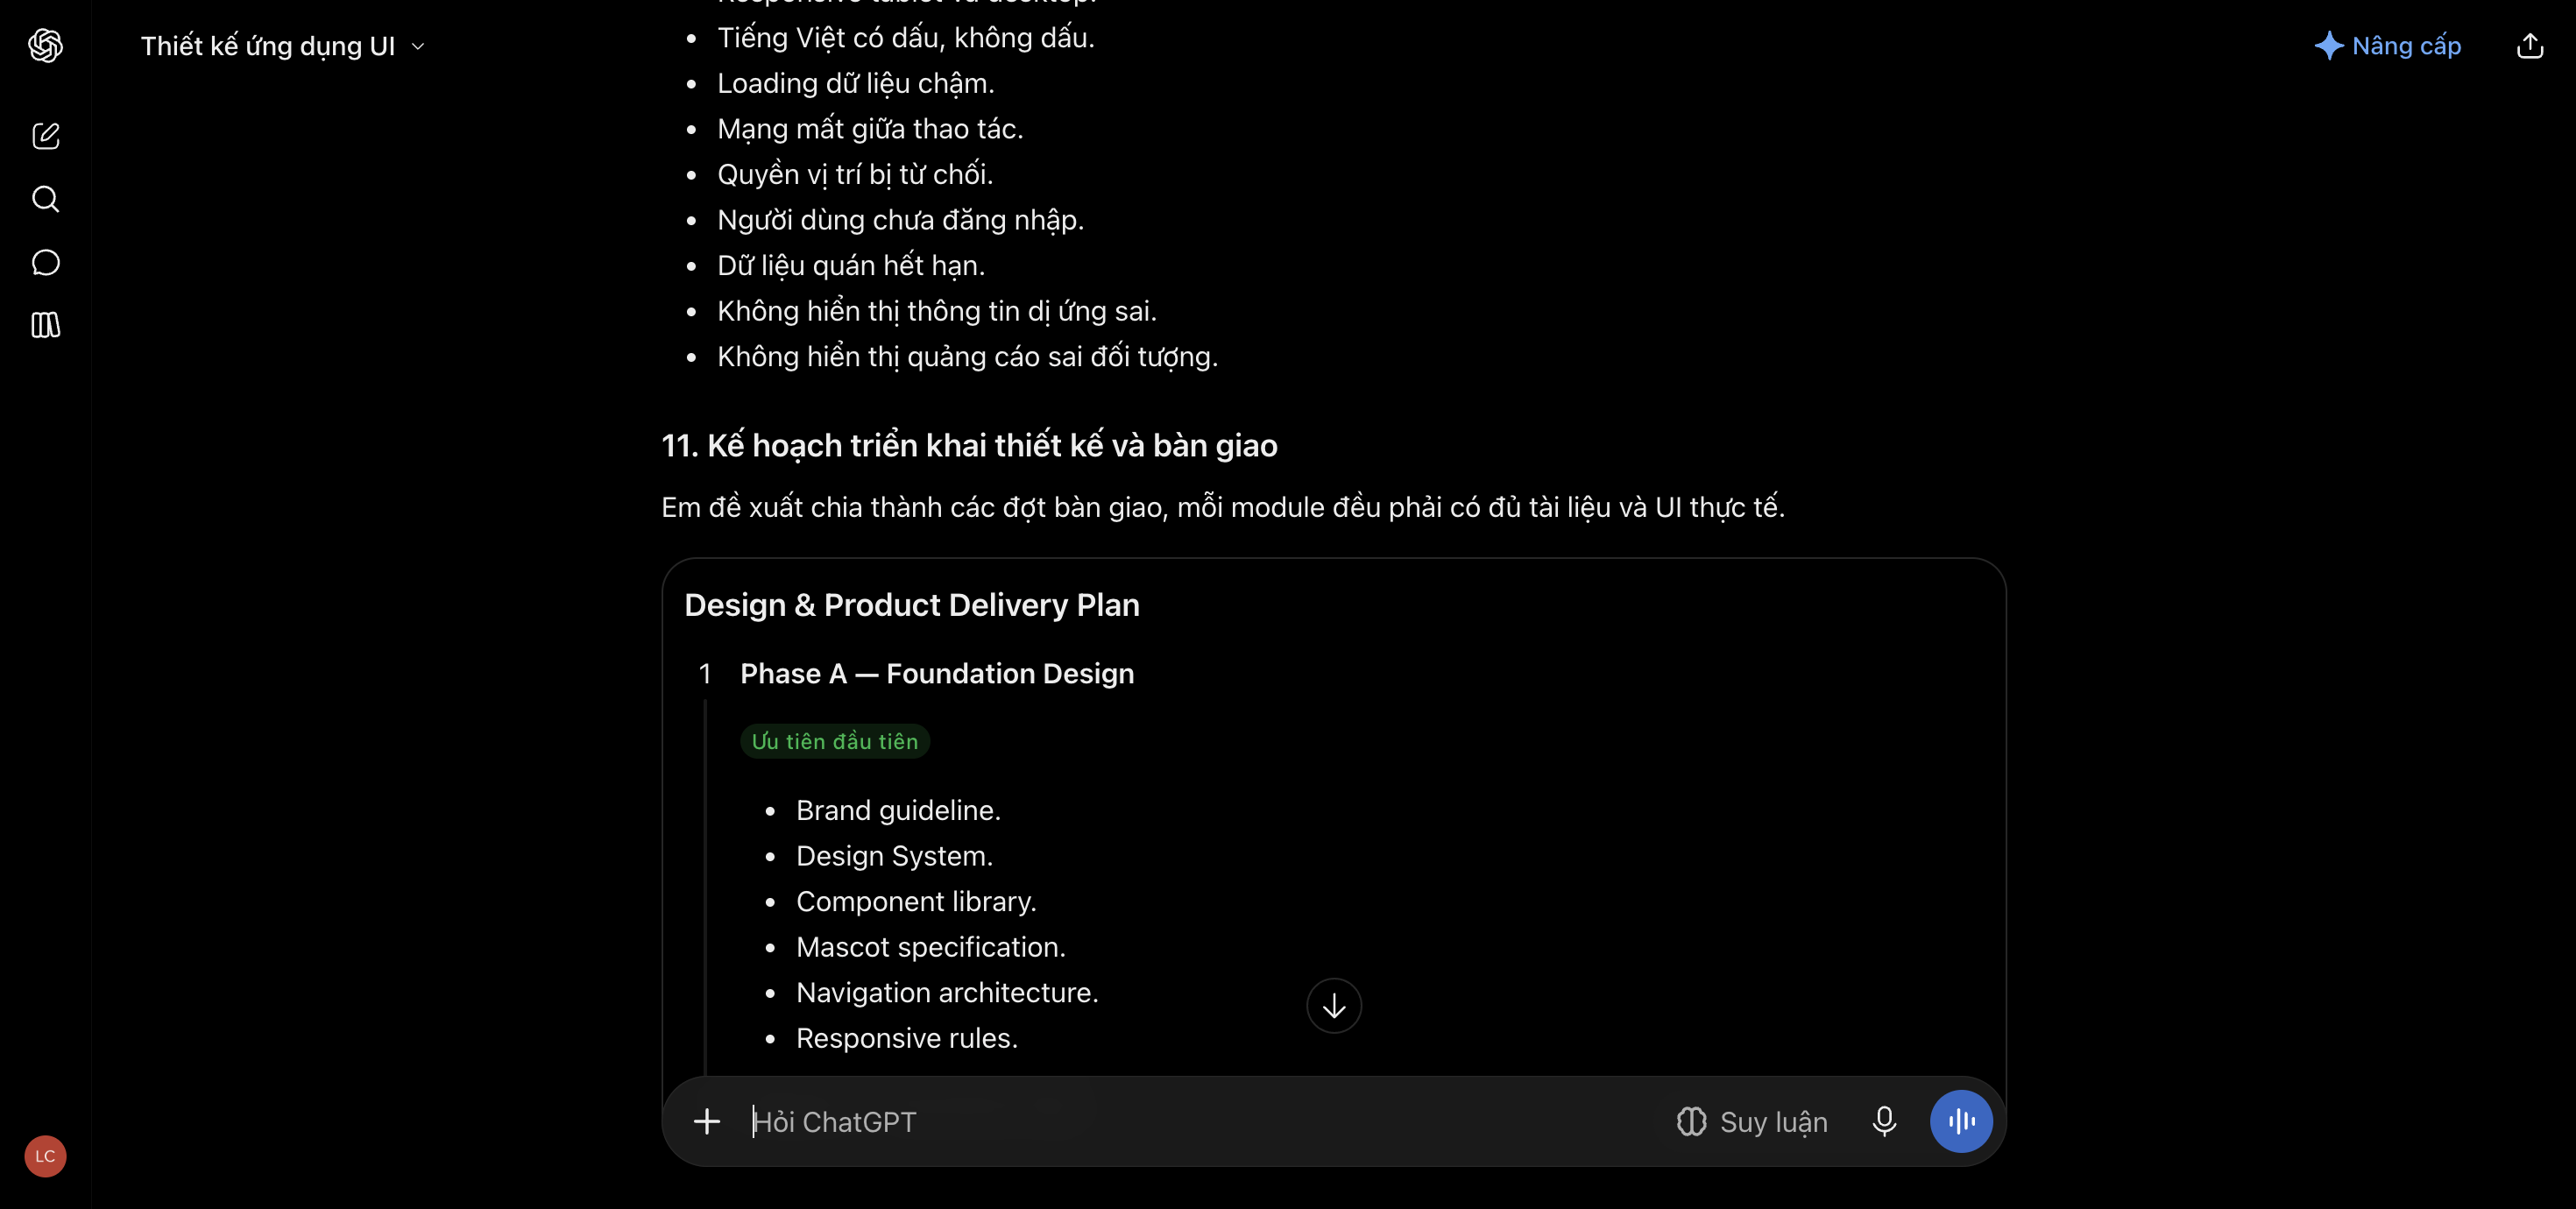 Thiết kế ứng dụng UI
Nâng cấp
Responsive tablet và desktop.
Tiếng Việt có dấu, không dấu.
Loading dữ liệu chậm.
Mạng mất giữa thao tác.
Quyền vị trí bị từ chối.
Người dùng chưa đăng nhập.
Dữ liệu quán hết hạn.
Không hiển thị thông tin dị ứng sai.
Không hiển thị quảng cáo sai đối tượng.
11. Kế hoạch triển khai thiết kế và bàn giao
Em đề xuất chia thành các đợt bàn giao, mỗi module đều phải có đủ tài liệu và UI thực tế.
Design & Product Delivery Plan
1 Phase A — Foundation Design
Ưu tiên đầu tiên
Brand guideline.
Design System.
Component library.
Mascot specification.
Navigation architecture.
Responsive rules.
Hỏi ChatGPT
Suy luận
LC